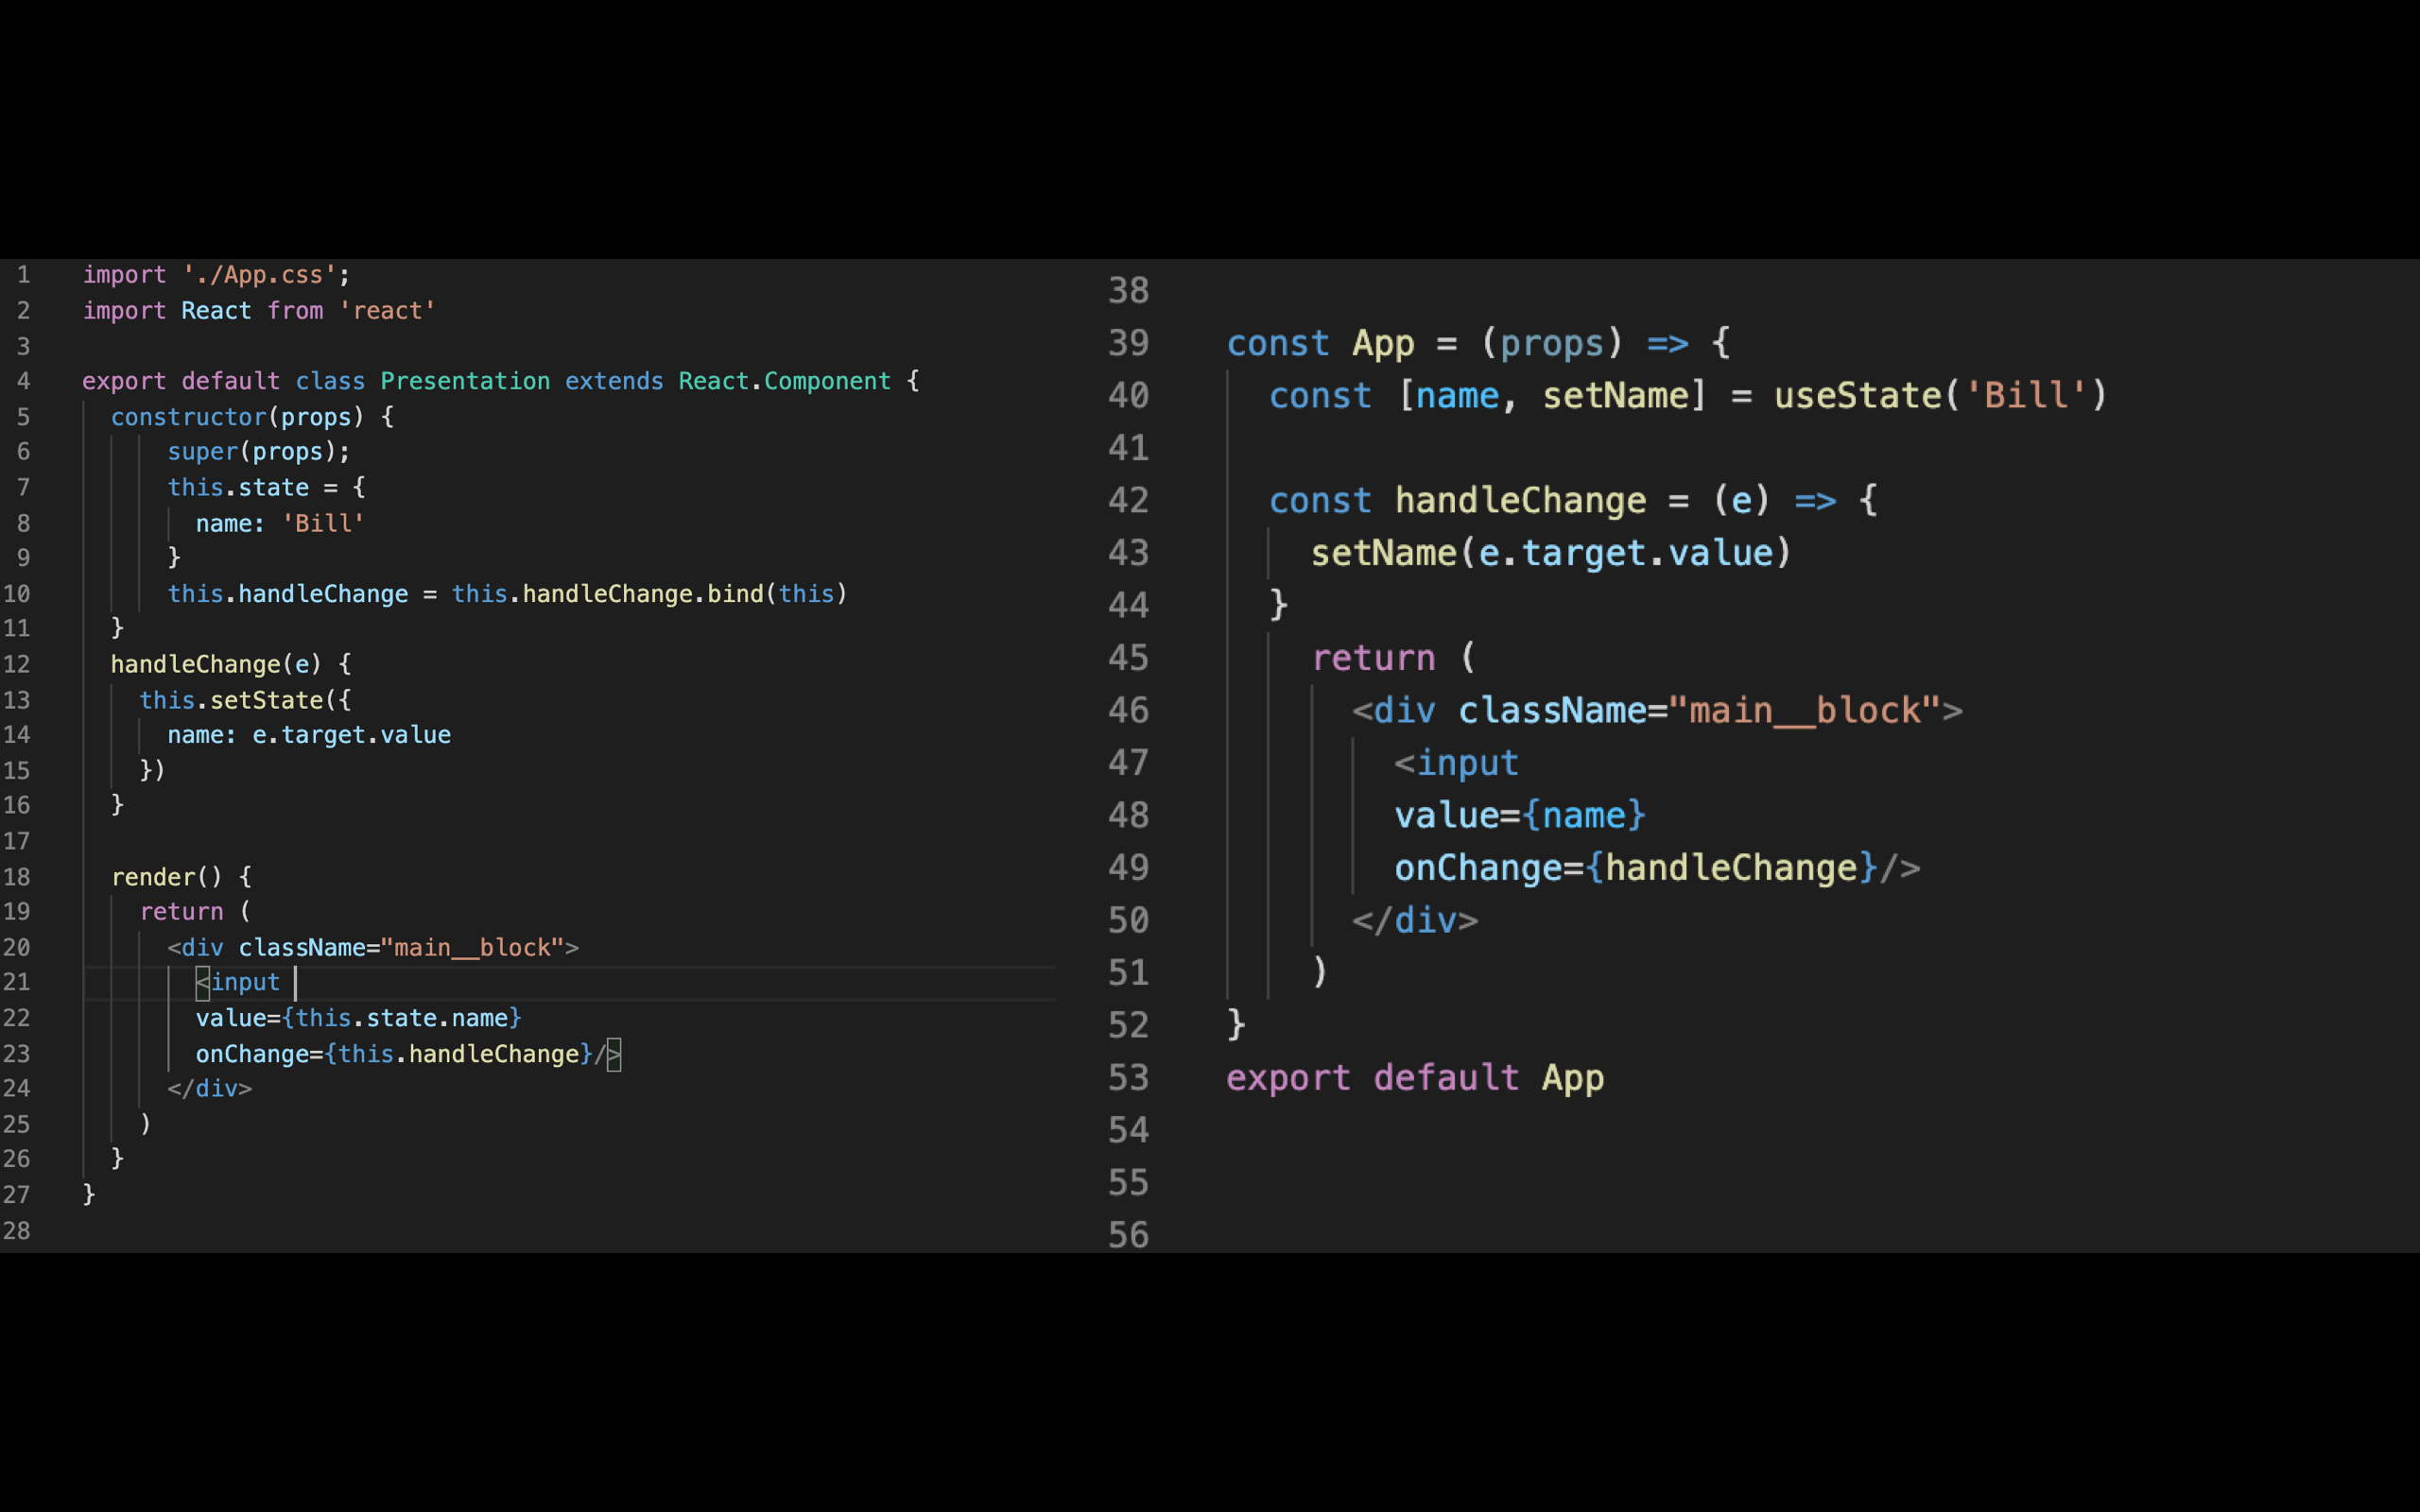 1 import './App.css';
2 import React from 'react'
3
4 export default class Presentation extends React.Component {
5 constructor(props) {
6 super(props);
7 this.state = {
8 name: 'Bill'
9 }
10 this.handleChange = this.handleChange.bind(this)
11 }
12 handleChange(e) {
13 this.setState({
14 name: e.target.value
15 })
16 }
17
18 render() {
19 return (
20 <div className="main__block">
21 <input
22 value={this.state.name}
23 onChange={this.handleChange}/>
24 </div>
25 )
26 }
27 }
28
38
39 const App = (props) => {
40 const [name, setName] = useState('Bill')
41
42 const handleChange = (e) => {
43 setName(e.target.value)
44 }
45 return (
46 <div className="main__block">
47 <input
48 value={name}
49 onChange={handleChange}/>
50 </div>
51 )
52 }
53 export default App
54
55
56